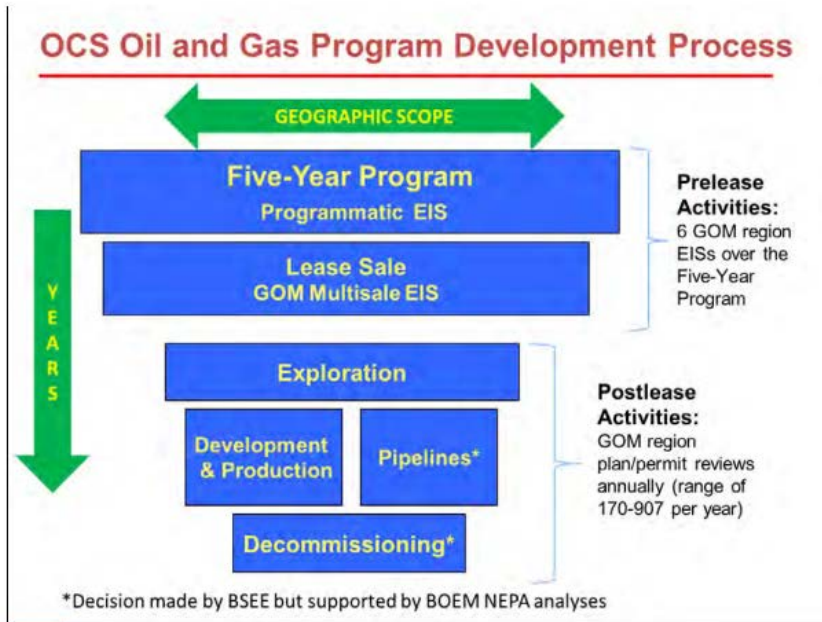 OCS Oil and Gas Program Development Process
GEOGRAPHIC SCOPE
YEARS
Five-Year Program
Programmatic EIS
Lease Sale
GOM Multisale EIS
Prelease
Activities:
6 GOM region
EISs over the
Five-Year
Program
Exploration
Development
& Production
Pipelines*
Decommissioning*
Postlease
Activities:
GOM region
plan/permit reviews
annually (range of
170-907 per year)
*Decision made by BSEE but supported by BOEM NEPA analyses